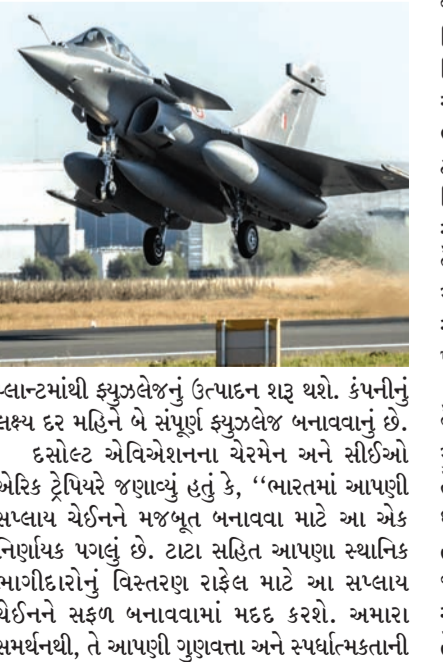 પ્લાન્ટમાંથી ફ્યુઝલેજનું ઉત્પાદન શરૂ થશે. કંપનીનું
લક્ષ્ય દર મહિને બે સંપૂર્ણ ફ્યુઝલેજ બનાવવાનું છે.
દસોલ્ટ એવિએશનના ચેરમેન અને સીઈઓ
એરિક ટ્રેપિયરે જણાવ્યું હતું કે, ‘‘ભારતમાં આપણી
સપ્લાય ચેઈનને મજબૂત બનાવવા માટે આ એક
નિર્ણાયક પગલું છે. ટાટા સહિત આપણા સ્થાનિક
ભાગીદારોનું વિસ્તરણ રાફેલ માટે આ સપ્લાય
ચેઈનને સફળ બનાવવામાં મદદ કરશે. અમારા
સમર્થનથી, તે આપણી ગુણવત્તા અને સ્પર્ધાત્મકતાની